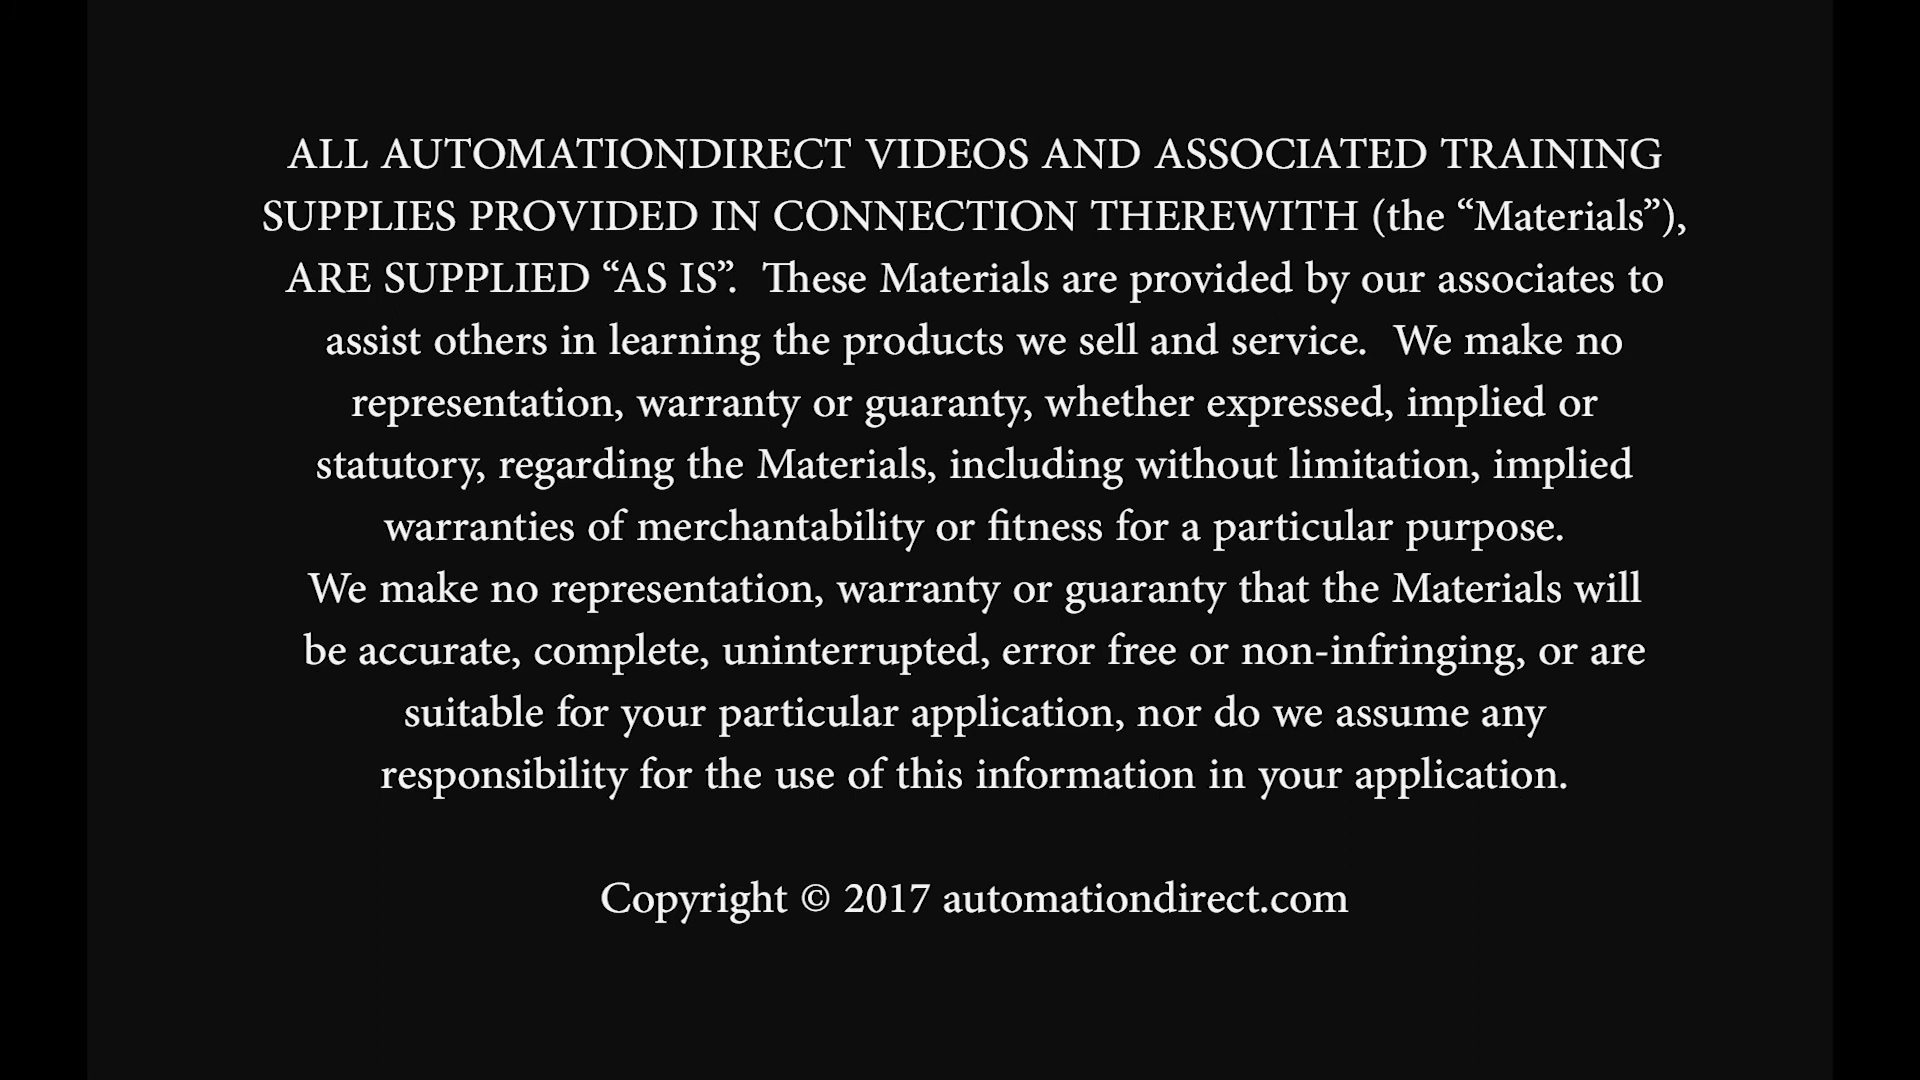 ALL AUTOMATIONDIRECT VIDEOS AND ASSOCIATED TRAINING
SUPPLIES PROVIDED IN CONNECTION THEREWITH (the “Materials”),
ARE SUPPLIED “AS IS”.  These Materials are provided by our associates to
assist others in learning the products we sell and service.  We make no
representation, warranty or guaranty, whether expressed, implied or
statutory, regarding the Materials, including without limitation, implied
warranties of merchantability or fitness for a particular purpose.
We make no representation, warranty or guaranty that the Materials will
be accurate, complete, uninterrupted, error free or non-infringing, or are
suitable for your particular application, nor do we assume any
responsibility for the use of this information in your application.
Copyright © 2017 automationdirect.com